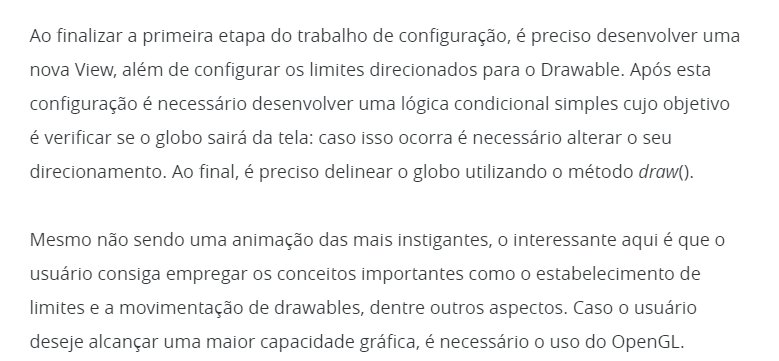 Ao finalizar a primeira etapa do trabalho de configuração, é preciso desenvolver uma
nova View, além de configurar os limites direcionados para o Drawable. Após esta
configuração é necessário desenvolver uma lógica condicional simples cujo objetivo
é verificar se o globo sairá da tela: caso isso ocorra é necessário alterar o seu
direcionamento. Ao final, é preciso delinear o globo utilizando o método draw().
Mesmo não sendo uma animação das mais instigantes, o interessante aqui é que o
usuário consiga empregar os conceitos importantes como o estabelecimento de
limites e a movimentação de drawables, dentre outros aspectos. Caso o usuário
deseje alcançar uma maior capacidade gráfica, é necessário o uso do OpenGL.